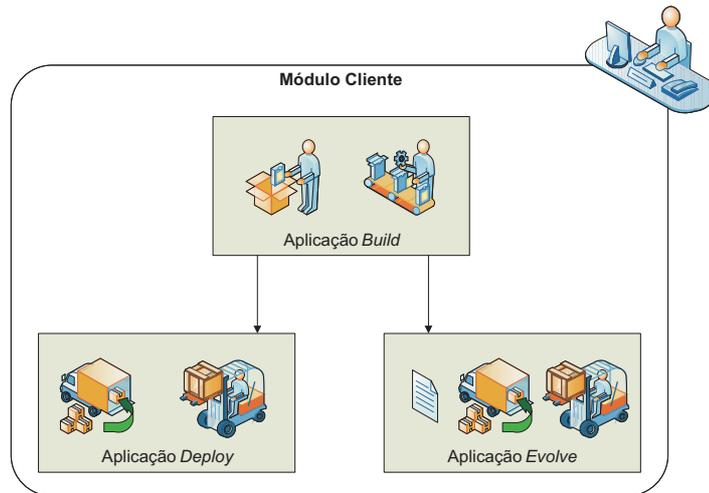 Módulo Cliente
Aplicação Build
Aplicação Deploy
Aplicação Evolve